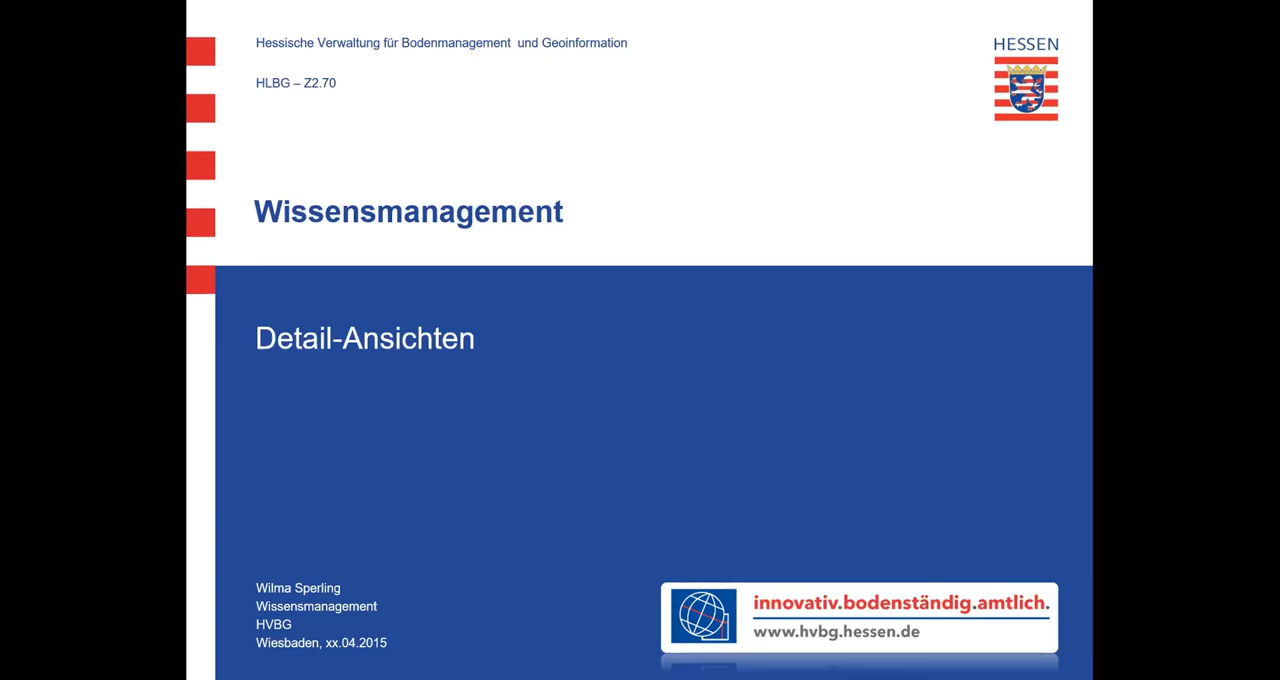 Hessische Verwaltung für Bodenmanagement und Geoinformation
HESSEN
HLBG – Z2.70
Wissensmanagement
Detail-Ansichten
Wilma Sperling
Wissensmanagement
HVBG
Wiesbaden, xx.04.2015
innovativ.bodenständig.amtlich.
www.hvbg.hessen.de